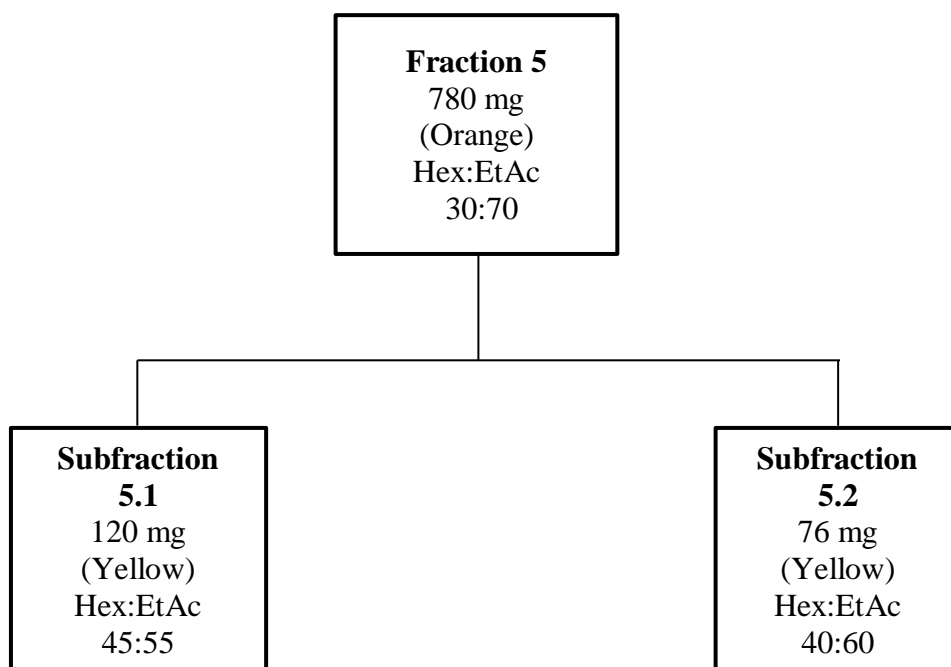 Fraction 5
780 mg
(Orange)
Hex:EtAc
30:70
Subfraction
5.1
120 mg
(Yellow)
Hex:EtAc
45:55
Subfraction
5.2
76 mg
(Yellow)
Hex:EtAc
40:60